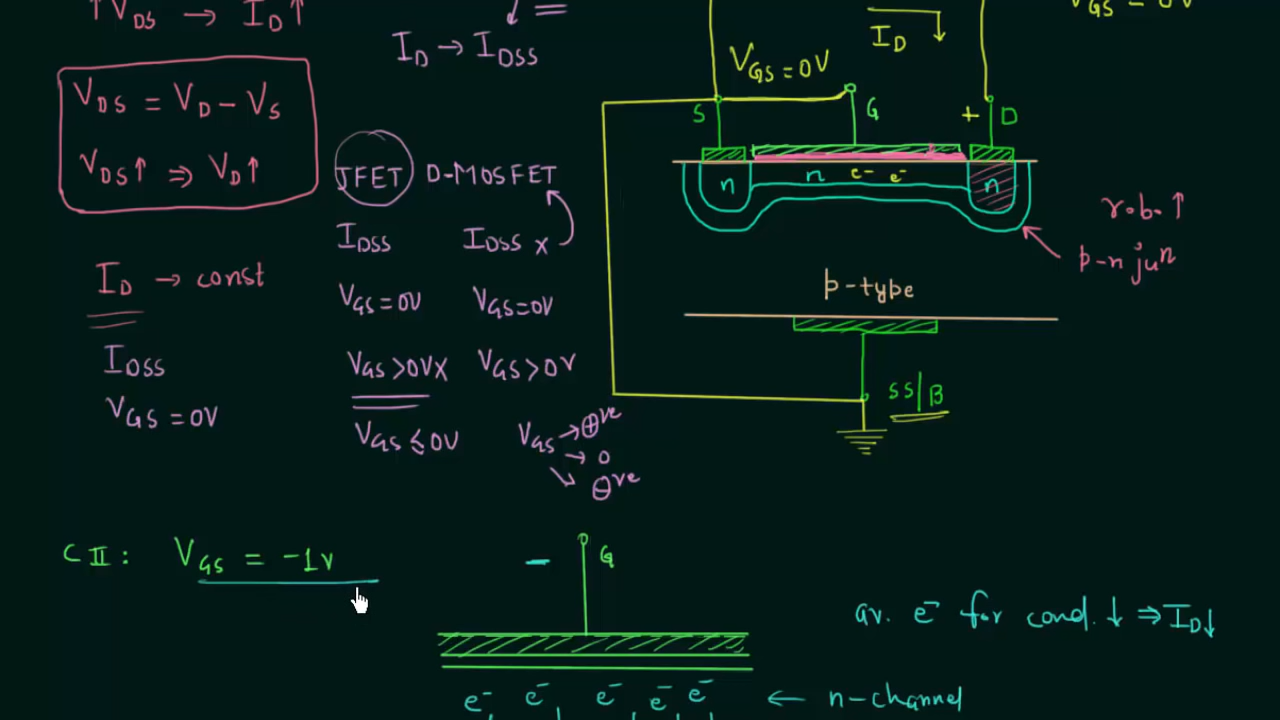 ↑V_DS → I_D↑
I_D → I_DSS
V_DS = V_D - V_S
V_DS↑ ⇒ V_D↑
I_D → const
I_DSS
V_GS = 0V
JFET D-MOSFET
I_DSS I_DSS x
V_GS=0V V_GS=0V
V_GS>0V X V_GS>0V
V_GS ≤ 0V
V_GS → ⊕ve
→ 0
↘ ⊖ve
V_GS = 0V
I_D
V_GS=0V
S G + D
n n e- e- n
r.b.↑
p-n jun
p-type
SS/B
C II: V_GS = -1V
- G
av. e- for cond. ↓ ⇒ I_D↓
e- e- e- e- e- ← n-channel